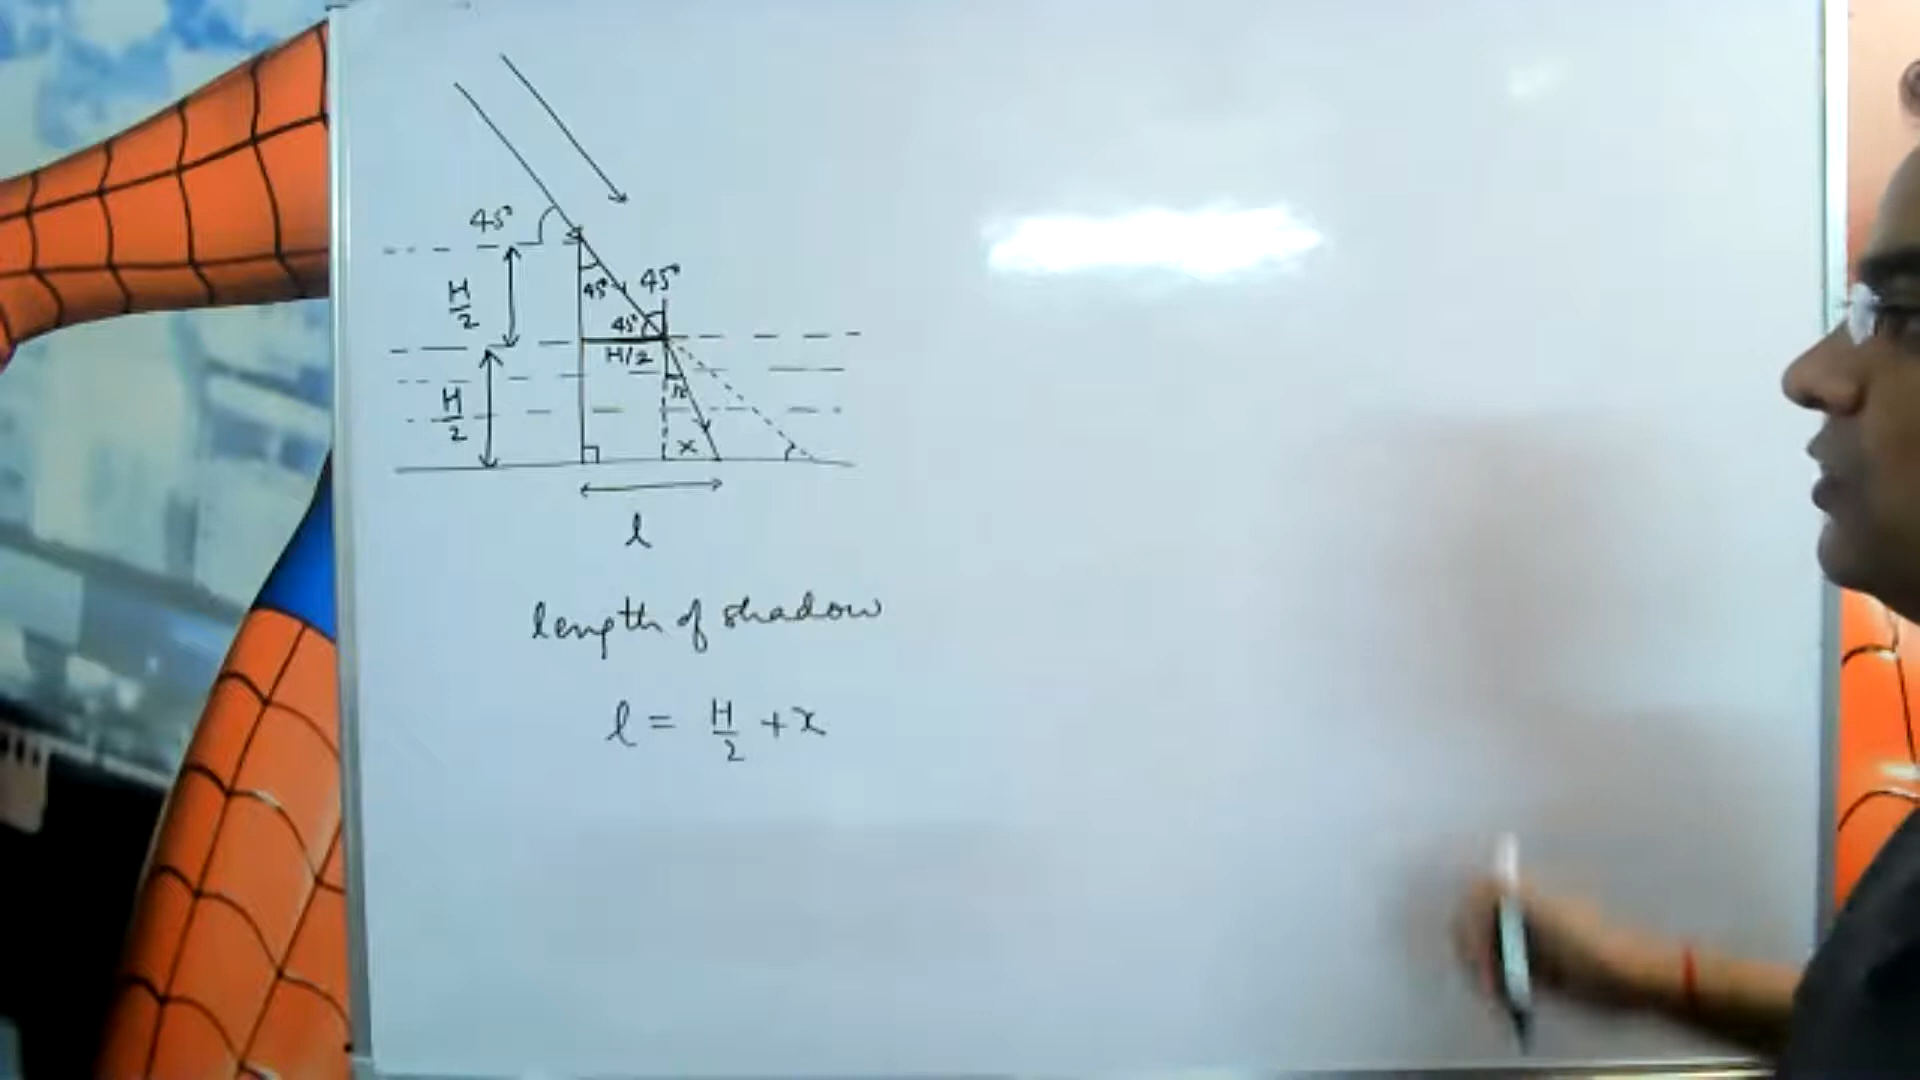 45°
H/2
45°
45°
45°
H/2
H/2
r
x
l
length of shadow
l = H/2 + x